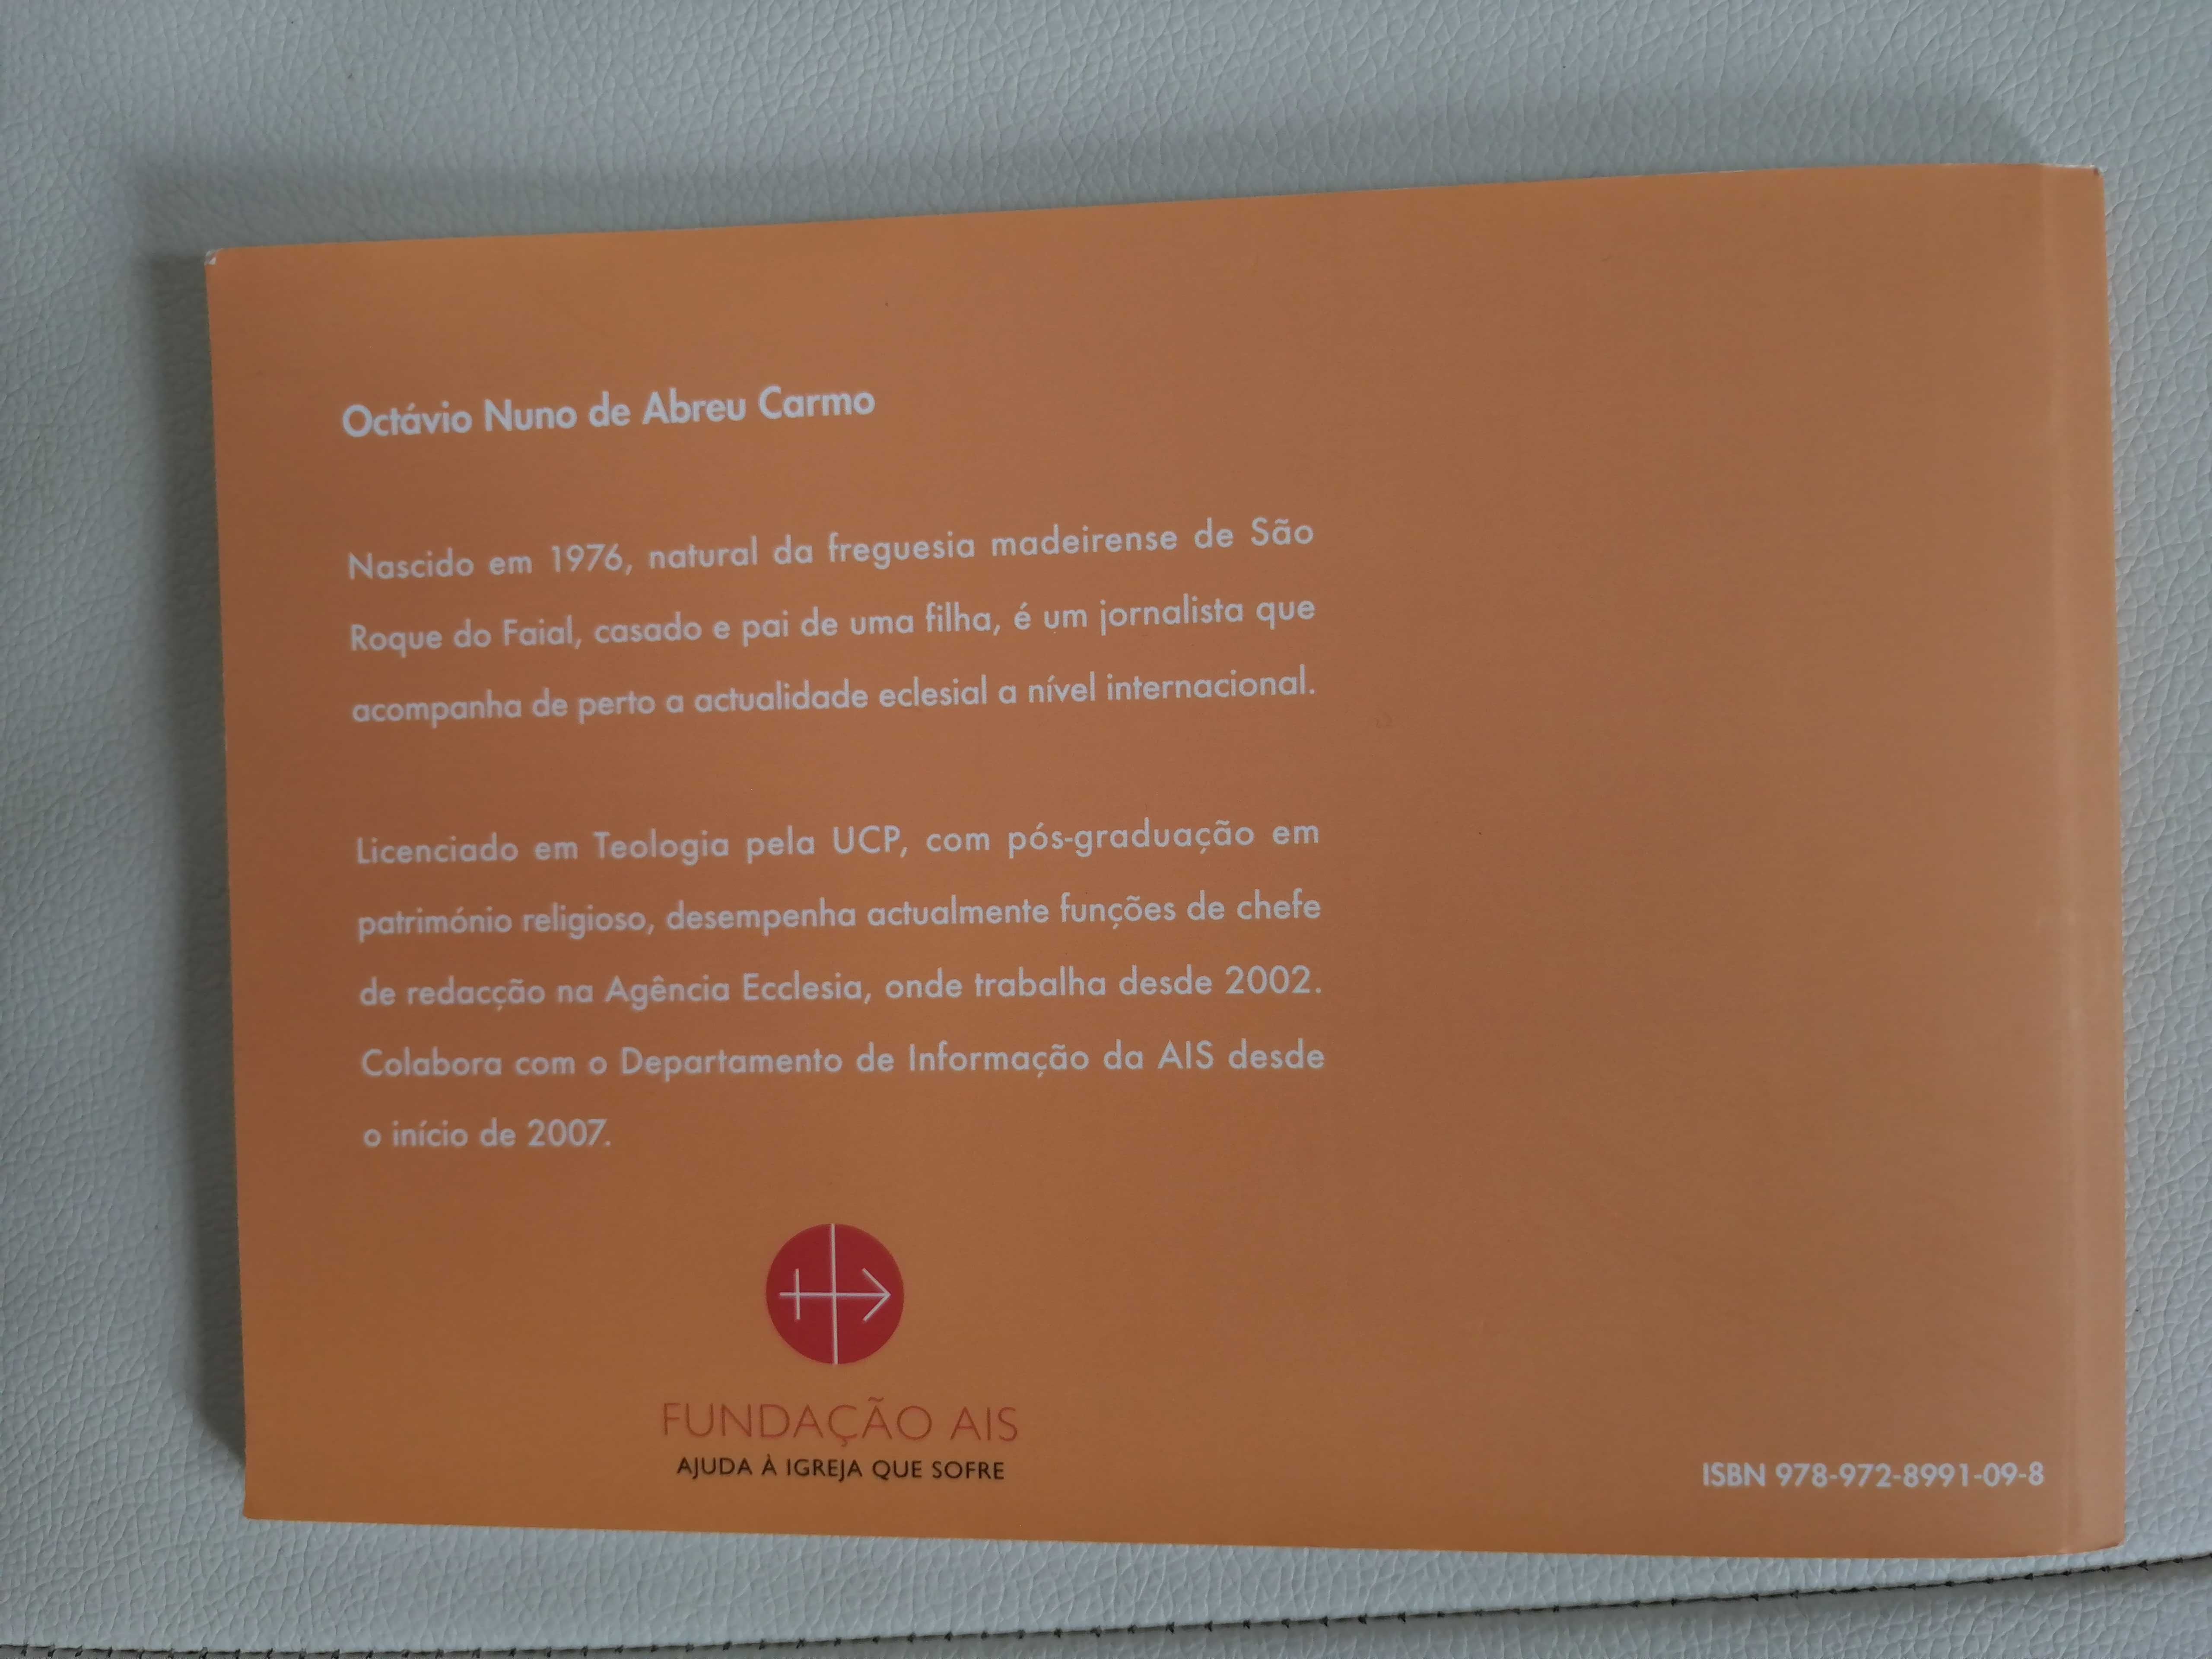 Octávio Nuno de Abreu Carmo
Nascido em 1976, natural da freguesia madeirense de São
Roque do Faial, casado e pai de uma filha, é um jornalista que
acompanha de perto a actualidade eclesial a nível internacional.
Licenciado em Teologia pela UCP, com pós-graduação em
património religioso, desempenha actualmente funções de chefe
de redacção na Agência Ecclesia, onde trabalha desde 2002.
Colabora com o Departamento de Informação da AIS desde
o início de 2007.
FUNDAÇÃO AIS
AJUDA À IGREJA QUE SOFRE
ISBN 978-972-8991-09-8